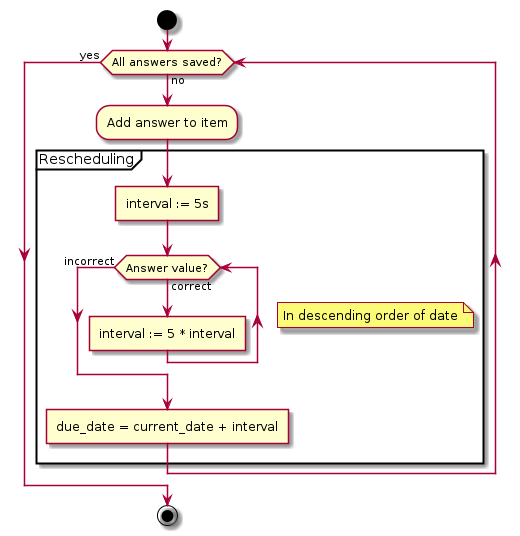 yes
All answers saved?
no
Add answer to item
Rescheduling
interval := 5s
incorrect
Answer value?
correct
In descending order of date
interval := 5 * interval
due_date = current_date + interval